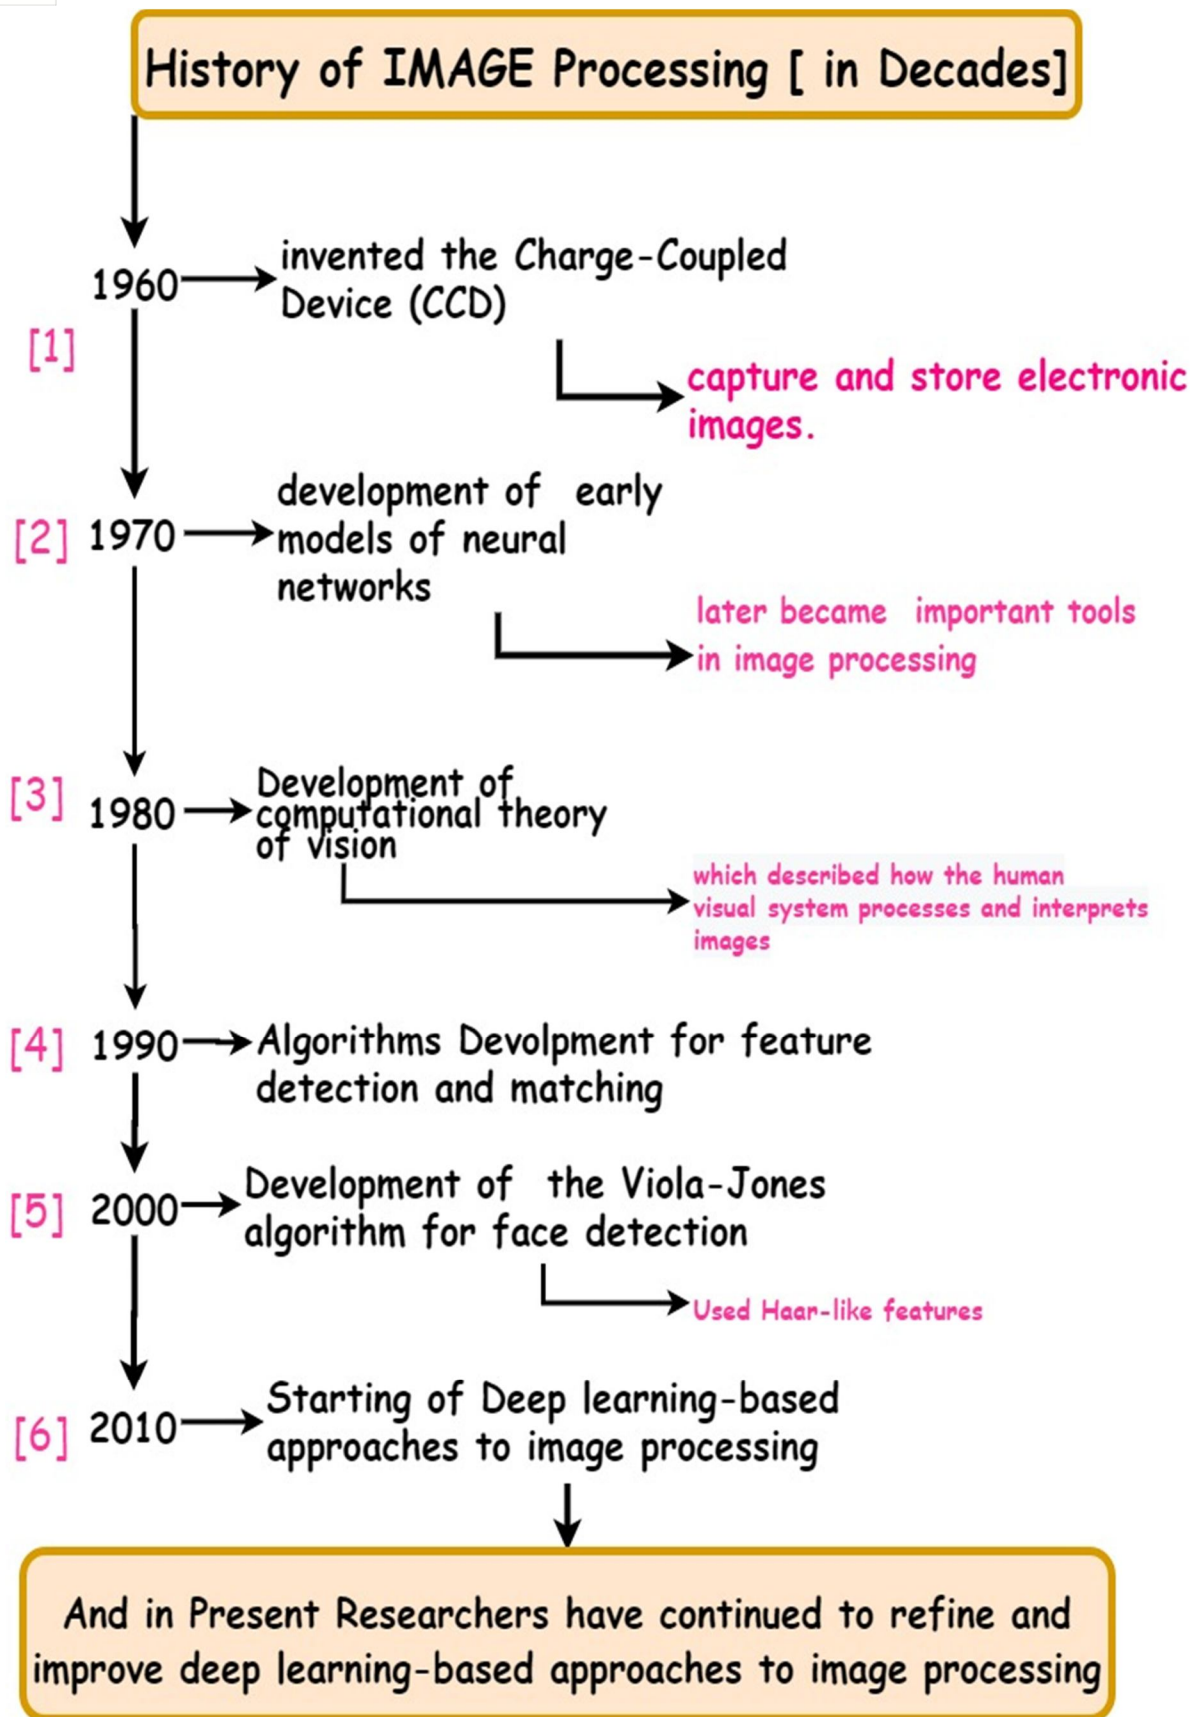 History of IMAGE Processing [ in Decades]
1960
invented the Charge-Coupled
Device (CCD)
[1]
capture and store electronic
images.
[2]
1970
development of early
models of neural
networks
later became important tools
in image processing
[3]
1980
Development of
computational theory
of vision
which described how the human
visual system processes and interprets
images
[4]
1990
Algorithms Devolpment for feature
detection and matching
[5]
2000
Development of the Viola-Jones
algorithm for face detection
Used Haar-like features
[6]
2010
Starting of Deep learning-based
approaches to image processing
And in Present Researchers have continued to refine and
improve deep learning-based approaches to image processing